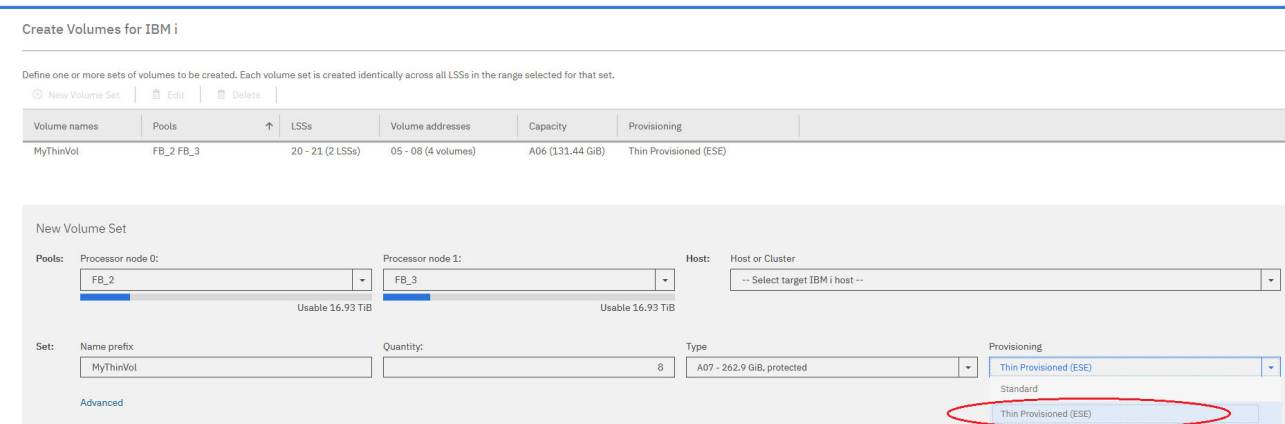 Create Volumes for IBM i
Define one or more sets of volumes to be created. Each volume set is created identically across all LSSs in the range selected for that set.
New Volume Set Edit Delete
Volume names Pools LSSs Volume addresses Capacity Provisioning
MyThinVol FB_2 FB_3 20 - 21 (2 LSSs) 05 - 08 (4 volumes) A06 (131.44 GiB) Thin Provisioned (ESE)
New Volume Set
Pools: Processor node 0: Processor node 1: Host: Host or Cluster
FB_2 FB_3 -- Select target IBM i host --
Usable 16.93 TiB Usable 16.93 TiB
Set: Name prefix Quantity: Type Provisioning
MyThinVol 8 A07 - 262.9 GiB, protected Thin Provisioned (ESE)
Standard
Advanced
Thin Provisioned (ESE)